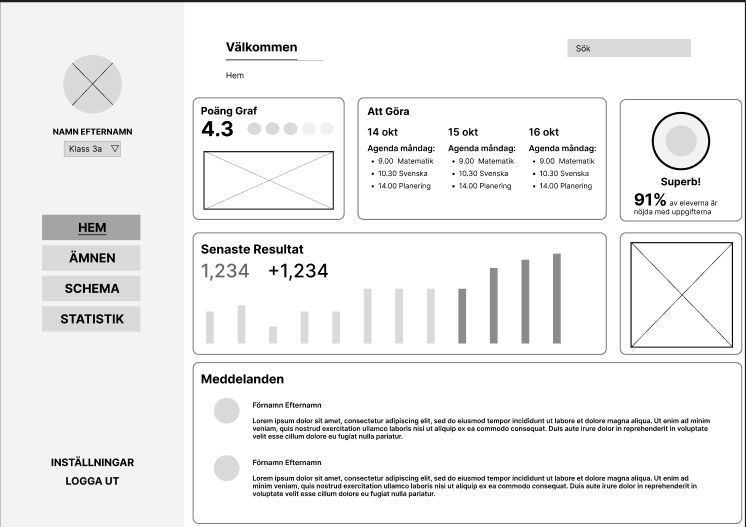 NAMN EFTERNAMN
Klass 3a
HEM
ÄMNEN
SCHEMA
STATISTIK
INSTÄLLNINGAR
LOGGA UT
Välkommen
Sök
Hem
Poäng Graf
4.3
Att Göra
14 okt
Agenda måndag:
9.00 Matematik
10.30 Svenska
14.00 Planering
15 okt
Agenda måndag:
9.00 Matematik
10.30 Svenska
14.00 Planering
16 okt
Agenda måndag:
9.00 Matematik
10.30 Svenska
14.00 Planering
Superb!
91% av eleverna är
nöjda med uppgifterna
Senaste Resultat
1,234 +1,234
Meddelanden
Förnamn Efternamn
Lorem ipsum dolor sit amet, consectetur adipiscing elit, sed do eiusmod tempor incididunt ut labore et dolore magna aliqua. Ut enim ad minim
veniam, quis nostrud exercitation ullamco laboris nisi ut aliquip ex ea commodo consequat. Duis aute irure dolor in reprehenderit in voluptate
velit esse cillum dolore eu fugiat nulla pariatur.
Förnamn Efternamn
Lorem ipsum dolor sit amet, consectetur adipiscing elit, sed do eiusmod tempor incididunt ut labore et dolore magna aliqua. Ut enim ad
minim veniam, quis nostrud exercitation ullamco laboris nisi ut aliquip ex ea commodo consequat. Duis aute irure dolor in reprehenderit in
voluptate velit esse cillum dolore eu fugiat nulla pariatur.